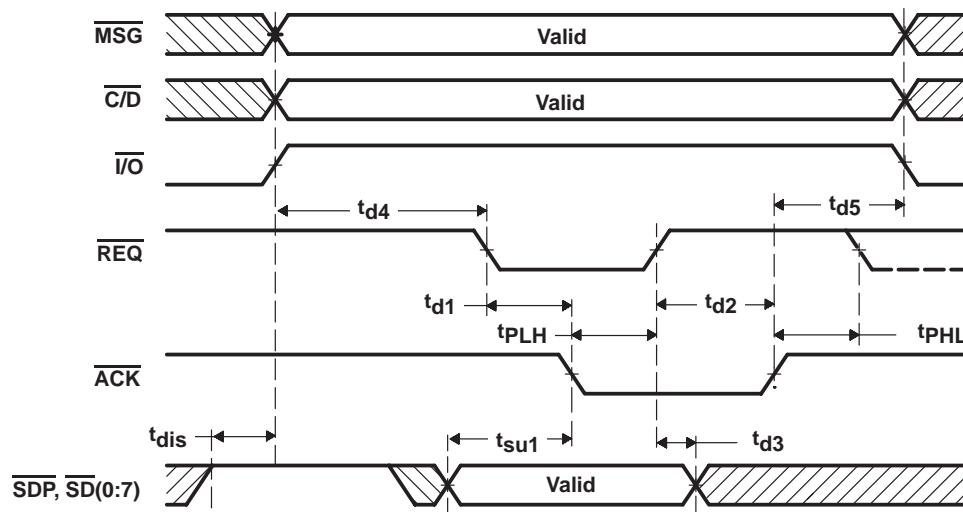 MSG
Valid
C/D
Valid
I/O
td4
td5
REQ
td1
td2
tPLH
tPHL
ACK
tdis
tsu1
td3
SDP, SD(0:7)
Valid